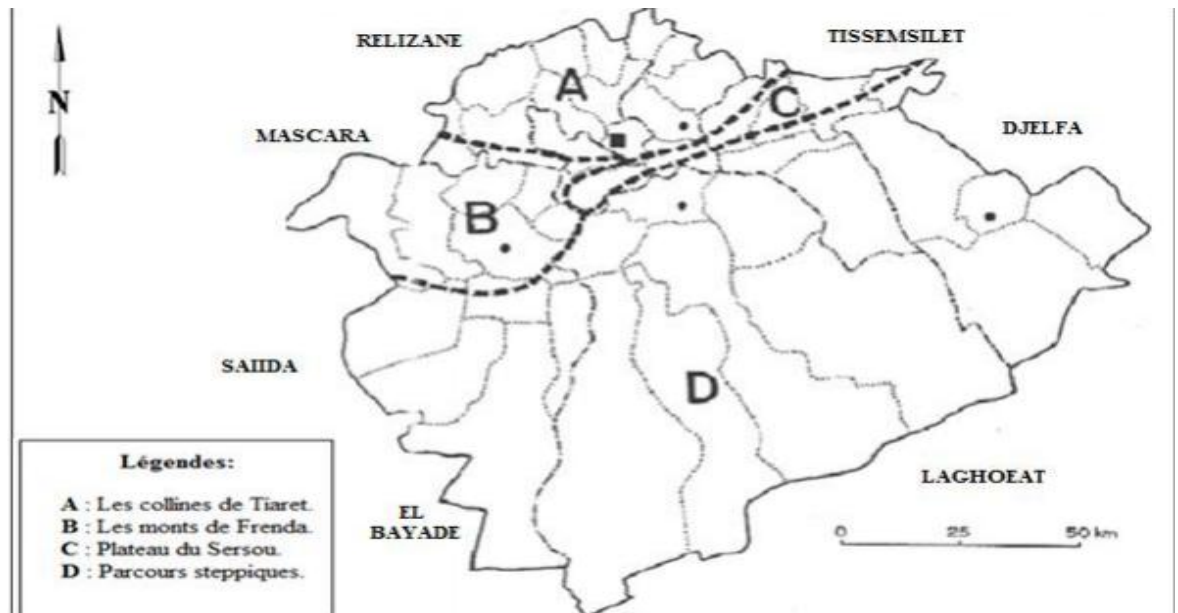 RELIZANE
TISSEMSILET
A
C
N
MASCARA
DJELFA
B
SAIIDA
D
LAGHOEAT
EL
BAYADE
0 25 50 km
Légendes:
A : Les collines de Tiaret.
B : Les monts de Frenda.
C : Plateau du Sersou.
D : Parcours steppiques.